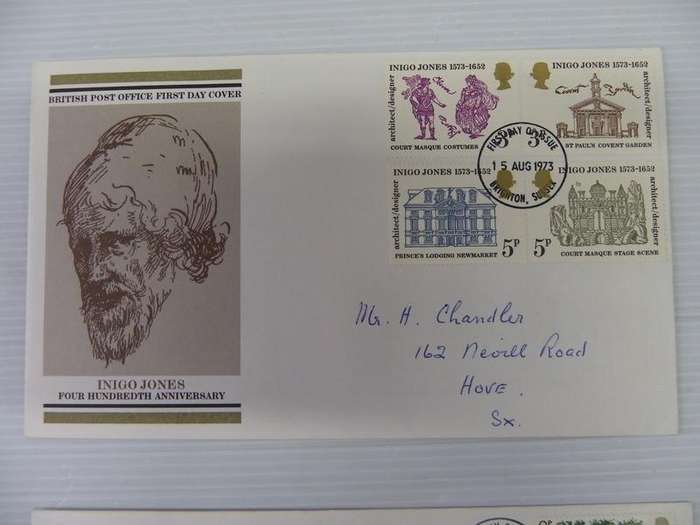 BRITISH POST OFFICE FIRST DAY COVER
INIGO JONES
FOUR HUNDREDTH ANNIVERSARY
INIGO JONES 1573-1652
architect/designer
COURT MASQUE COSTUMES
INIGO JONES 1573-1652
architect/designer
Covent Garden
ST PAUL'S COVENT GARDEN
FIRST DAY OF ISSUE
15 AUG 1973
BRIGHTON, SUSSEX
INIGO JONES 1573-1652
architect/designer
PRINCE'S LODGING NEWMARKET
5P
INIGO JONES 1573-1652
architect/designer
5P
COURT MASQUE STAGE SCENE
Mr. H. Chandler
162 Nevill Road
HOVE.
Sx.